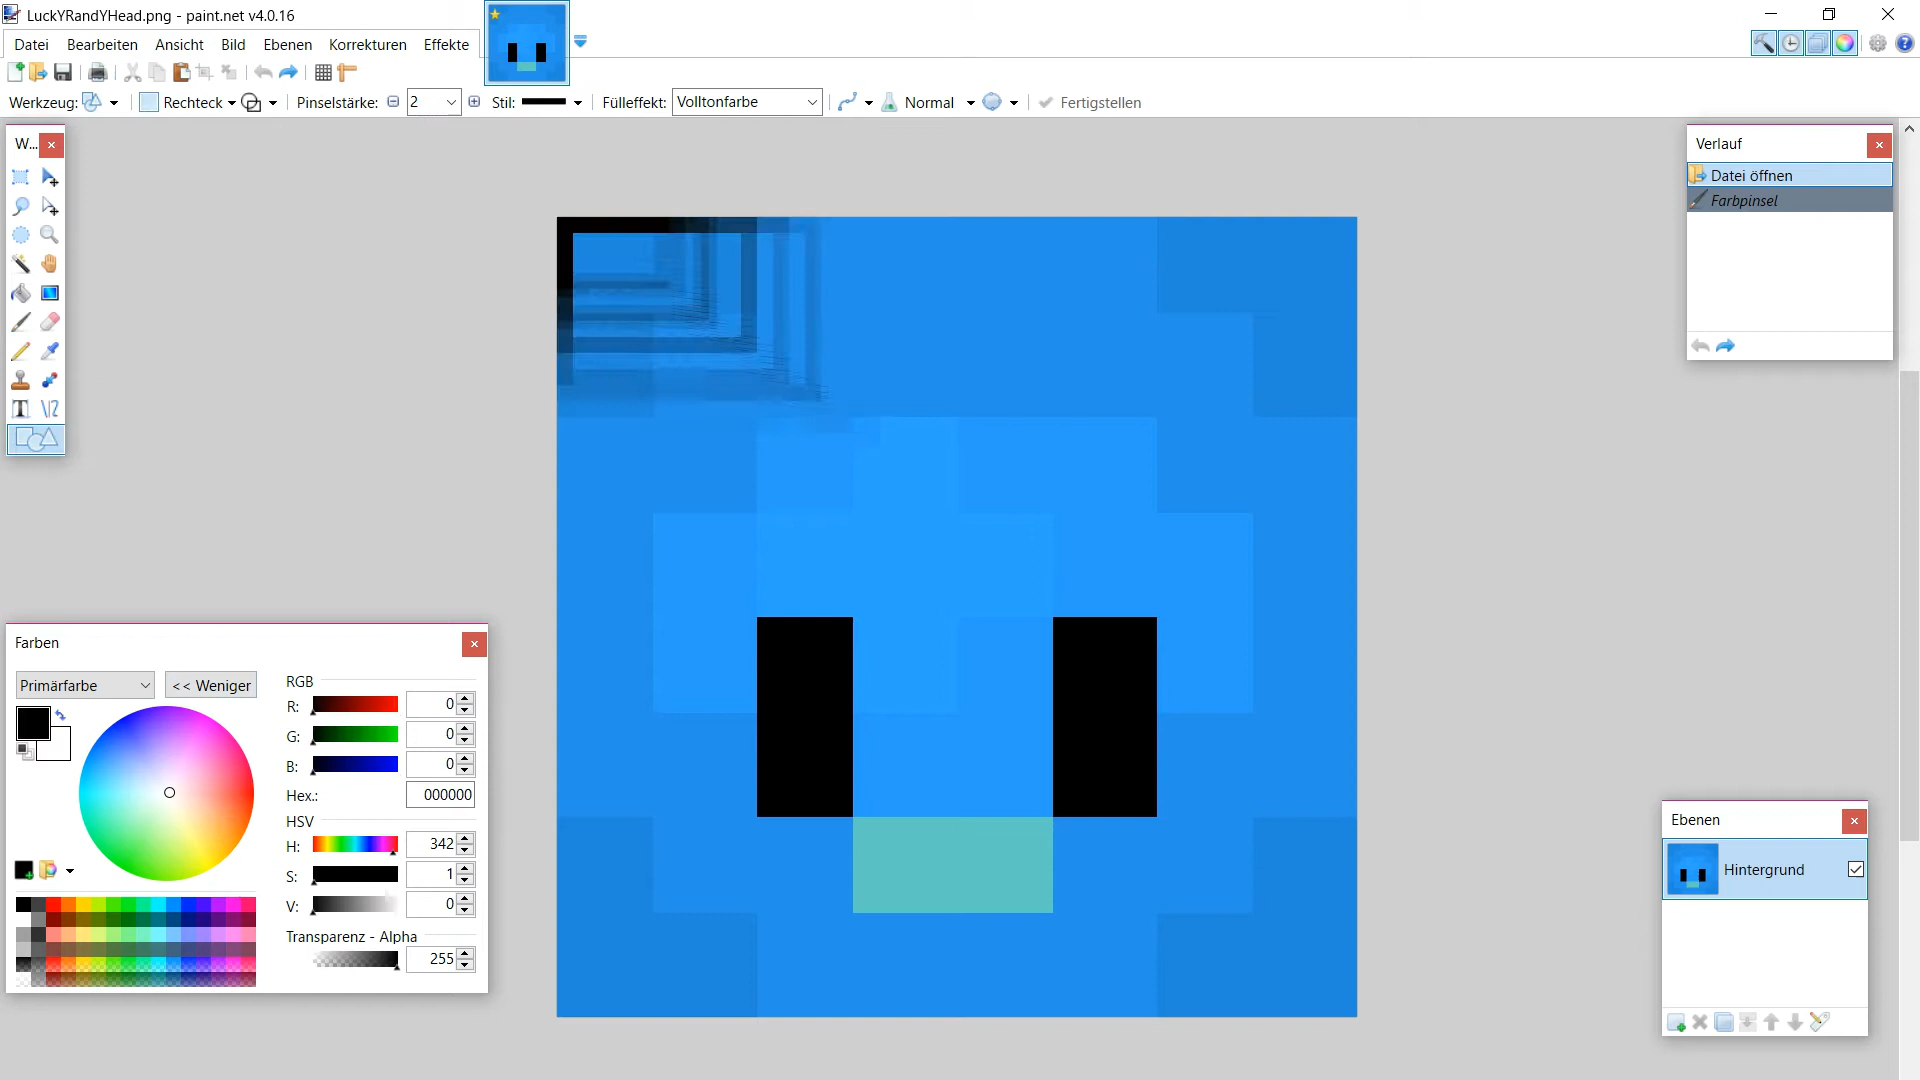 LuckYRandYHead.png - paint.net v4.0.16
Datei Bearbeiten Ansicht Bild Ebenen Korrekturen Effekte
Werkzeug: Rechteck Pinselstärke: 2 Stil: Fülleffekt: Volltonfarbe Normal Fertigstellen
W...
Verlauf
Datei öffnen
Farbpinsel
Farben
Primärfarbe << Weniger
RGB
R: 0
G: 0
B: 0
Hex.: 000000
HSV
H: 342
S: 1
V: 0
Transparenz - Alpha
255
Ebenen
Hintergrund